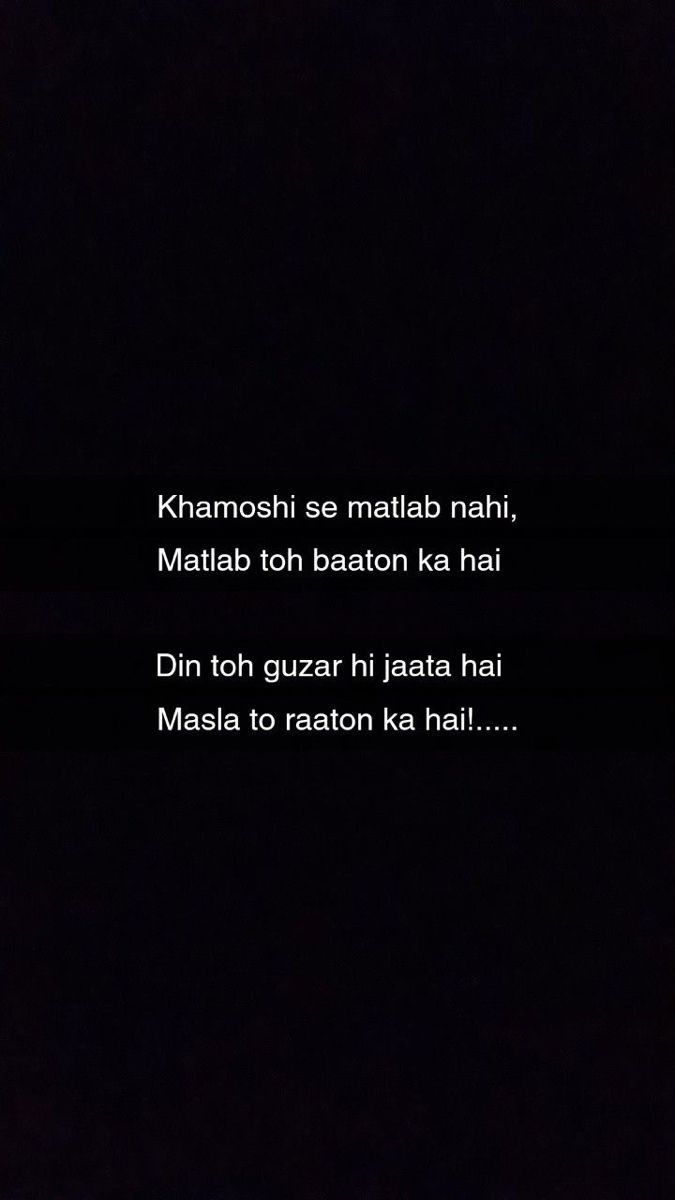 Khamoshi se matlab nahi,
Matlab toh baaton ka hai
Din toh guzar hi jaata hai
Masla to raaton ka hai!.....